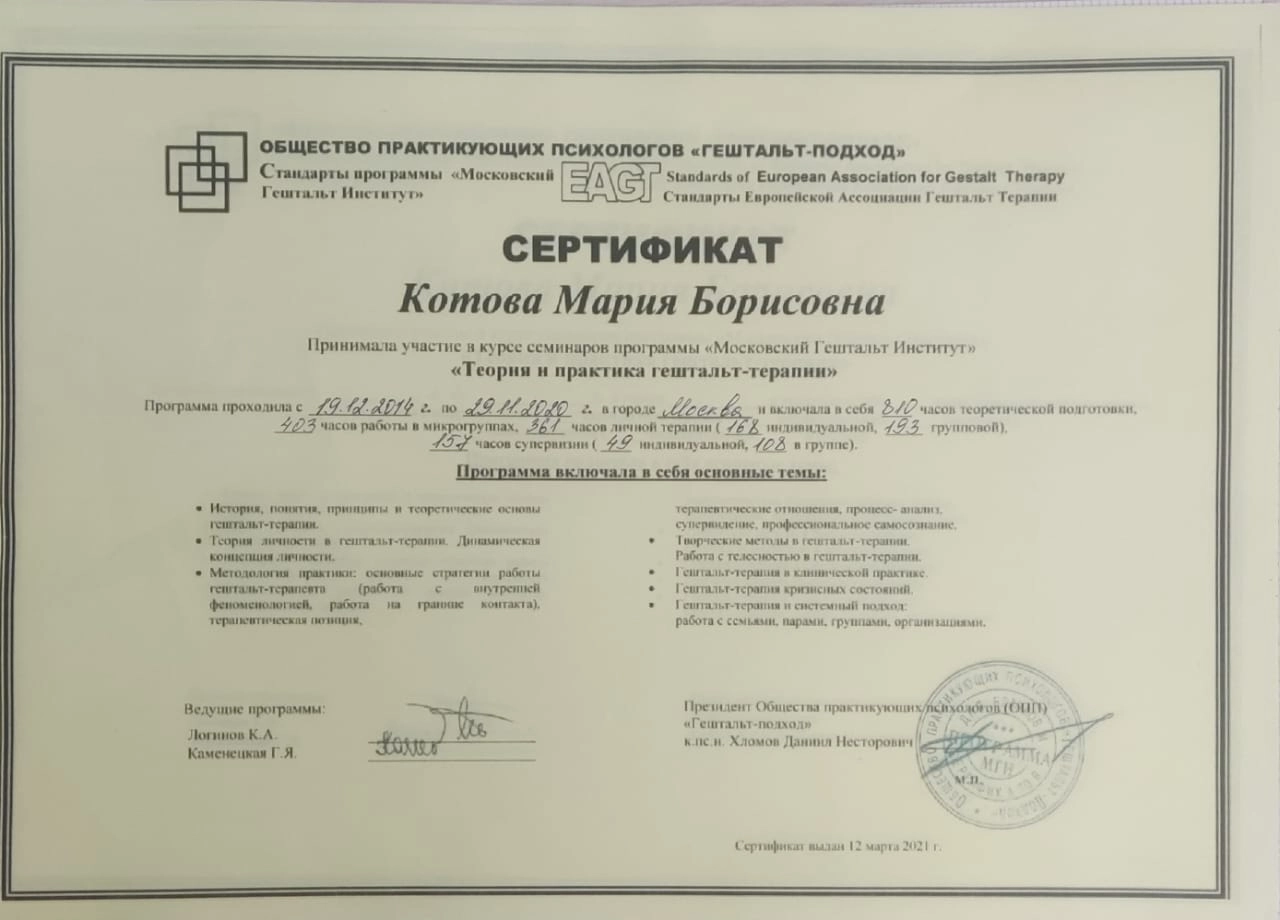 ОБЩЕСТВО ПРАКТИКУЮЩИХ ПСИХОЛОГОВ «ГЕШТАЛЬТ-ПОДХОД»
Стандарты программы «Московский
Гештальт Институт»
EAGT
Standards of European Association for Gestalt Therapy
Стандарты Европейской Ассоциации Гештальт Терапии
СЕРТИФИКАТ
Котова Мария Борисовна
Принимала участие в курсе семинаров программы «Московский Гештальт Институт»
«Теория и практика гештальт-терапии»
Программа проходила с 19.12.2014 г. по 29.11.2020 г. в городе Москва и включала в себя 810 часов теоретической подготовки,
403 часов работы в микрогруппах, 361 часов личной терапии ( 168 индивидуальной, 193 групповой),
157 часов супервизии ( 49 индивидуальной, 108 в группе).
Программа включала в себя основные темы:
• История, понятия, принципы и теоретические основы
гештальт-терапии.
• Теория личности в гештальт-терапии. Динамическая
концепция личности.
• Методология практики: основные стратегии работы
гештальт-терапевта (работа с внутренней
феноменологией, работа на границе контакта),
терапевтическая позиция,
терапевтические отношения, процесс- анализ,
супервидение, профессиональное самосознание.
• Творческие методы в гештальт-терапии.
Работа с телесностью в гештальт-терапии.
• Гештальт-терапия в клинической практике.
• Гештальт-терапия кризисных состояний.
• Гештальт-терапия и системный подход:
работа с семьями, парами, группами, организациями.
Ведущие программы:
Логинов К.А.
Каменецкая Г.Я.
Президент Общества практикующих психологов (ОПП)
«Гештальт-подход»
к.пс.н. Хломов Даниил Несторович
ПРОГРАММА
МГИ
М.П.
Сертификат выдан 12 марта 2021 г.